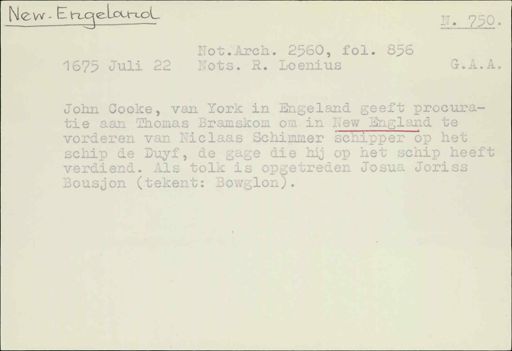 New-Engeland
N. 750.
Not.Arch. 2560, fol. 856
1675 Juli 22 Nots. R. Loenius G.A.A.
John Cooke, van York in Engeland geeft procura-
tie aan Thomas Bramskom om in New England te
vorderen van Niclaas Schimmer schipper op het
schip de Duyf, de gage die hij op het schip heeft
verdiend. Als tolk is opgetreden Josua Joriss
Bousjon (tekent: Bowglon).